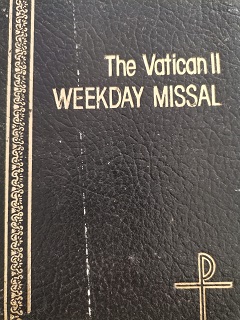 The Vatican II
WEEKDAY MISSAL